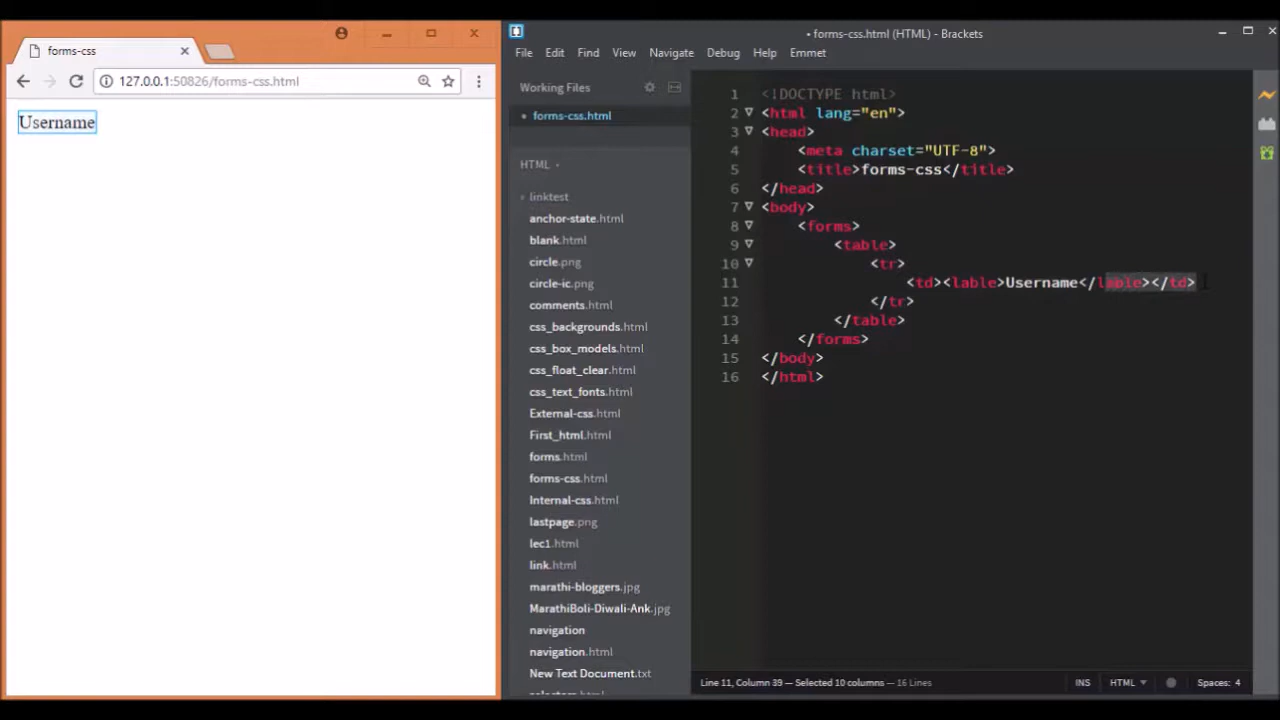 forms-css
127.0.0.1:50826/forms-css.html
Username
• forms-css.html (HTML) - Brackets
File Edit Find View Navigate Debug Help Emmet
Working Files
forms-css.html
HTML
linktest
anchor-state.html
blank.html
circle.png
circle-ic.png
comments.html
css_backgrounds.html
css_box_models.html
css_float_clear.html
css_text_fonts.html
External-css.html
First_html.html
forms.html
forms-css.html
Internal-css.html
lastpage.png
lec1.html
link.html
marathi-bloggers.jpg
MarathiBoli-Diwali-Ank.jpg
navigation
navigation.html
New Text Document.txt
selectors.html
1 <!DOCTYPE html>
2 <html lang="en">
3 <head>
4 <meta charset="UTF-8">
5 <title>forms-css</title>
6 </head>
7 <body>
8 <forms>
9 <table>
10 <tr>
11 <td><lable>Username</lable></td>
12 </tr>
13 </table>
14 </forms>
15 </body>
16 </html>
Line 11, Column 39 — Selected 10 columns — 16 Lines
INS HTML Spaces: 4